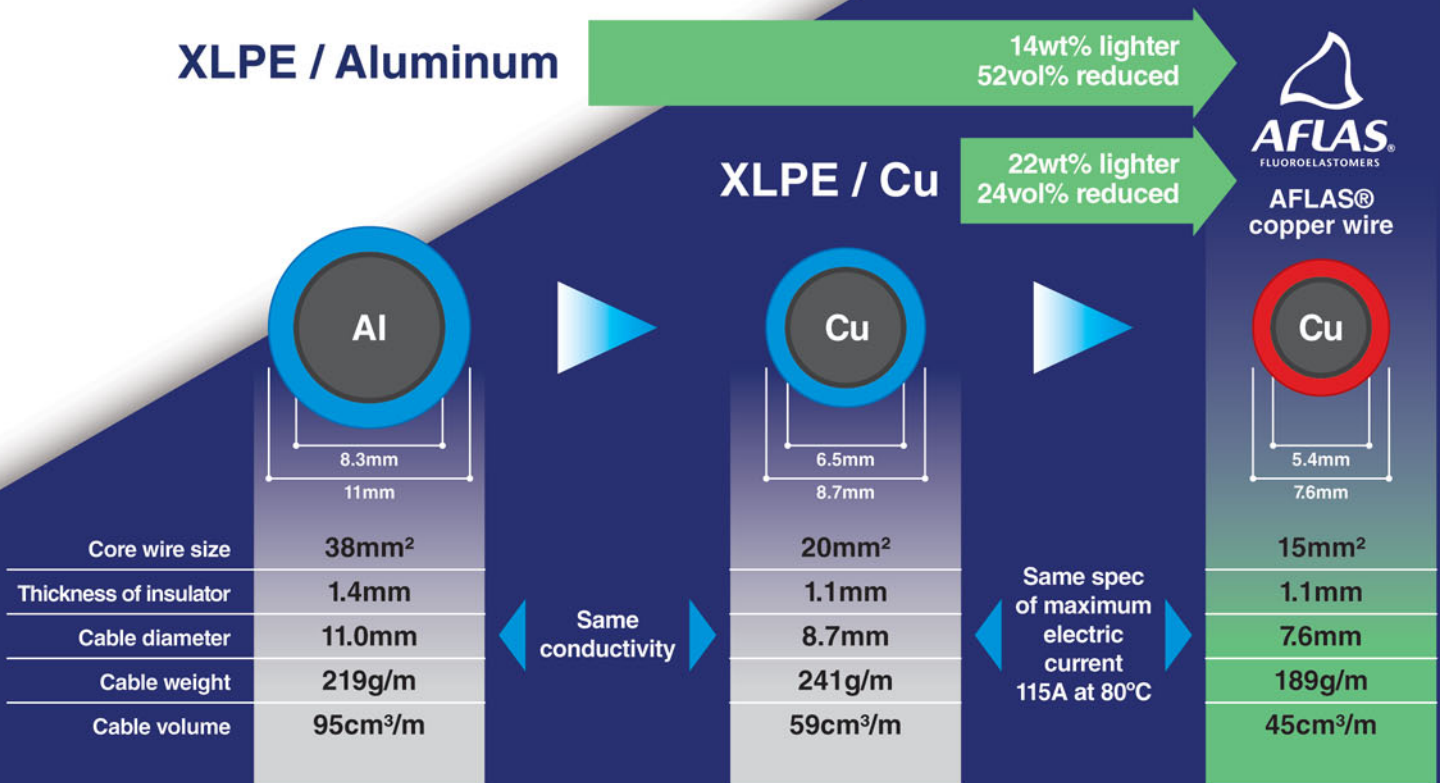 XLPE / Aluminum
14wt% lighter
52vol% reduced
XLPE / Cu
22wt% lighter
24vol% reduced
AFLAS®
FLUOROELASTOMERS
AFLAS®
copper wire
Al
Cu
Cu
8.3mm
11mm
6.5mm
8.7mm
5.4mm
7.6mm
Core wire size 38mm² 20mm² 15mm²
Thickness of insulator 1.4mm 1.1mm 1.1mm
Cable diameter 11.0mm 8.7mm 7.6mm
Cable weight 219g/m 241g/m 189g/m
Cable volume 95cm³/m 59cm³/m 45cm³/m
Same
conductivity
Same spec
of maximum
electric
current
115A at 80°C